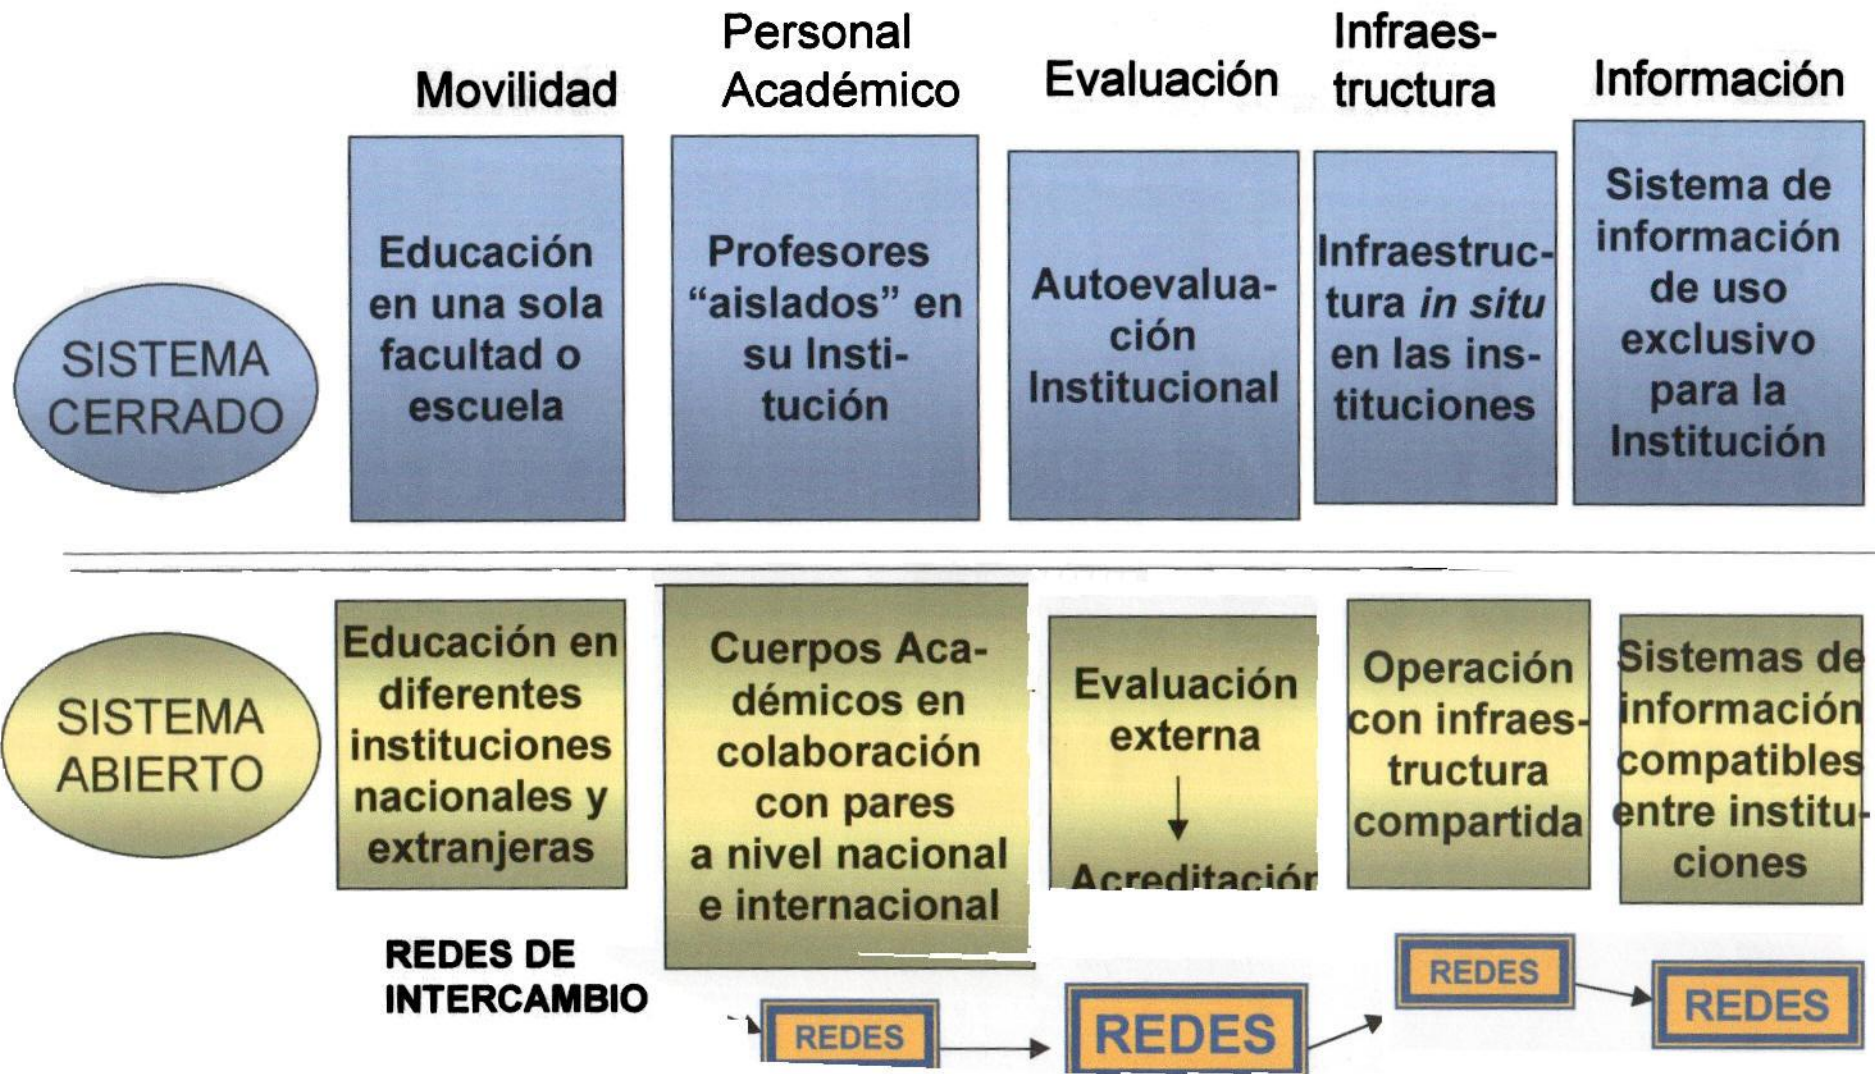 Movilidad
Personal
Académico
Evaluación
Infraes-
tructura
Información
SISTEMA
CERRADO
Educación
en una sola
facultad o
escuela
Profesores
“aislados” en
su Insti-
tución
Autoevalua-
ción
Institucional
Infraestruc-
tura in situ
en las ins-
tituciones
Sistema de
información
de uso
exclusivo
para la
Institución
SISTEMA
ABIERTO
Educación en
diferentes
instituciones
nacionales y
extranjeras
Cuerpos Aca-
démicos en
colaboración
con pares
a nivel nacional
e internacional
Evaluación
externa
Acreditación
Operación
con infraes-
tructura
compartida
Sistemas de
información
compatibles
entre institu-
ciones
REDES DE
INTERCAMBIO
REDES
REDES
REDES
REDES